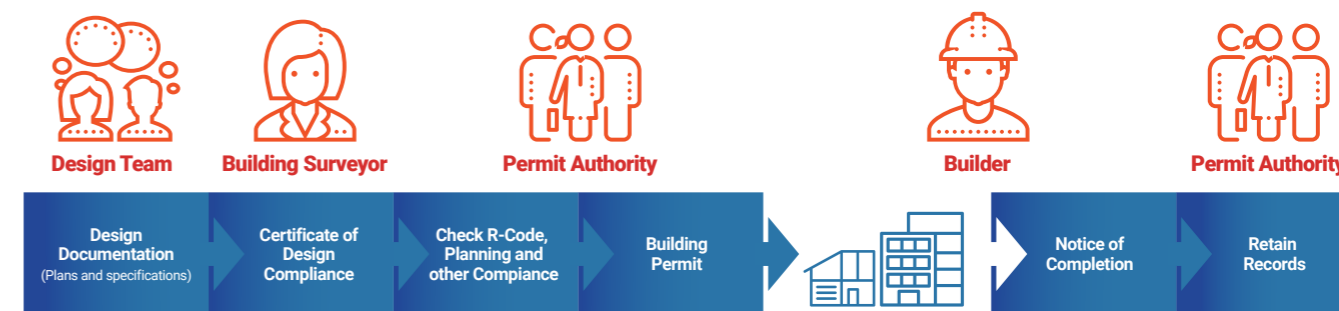 Design Team
Building Surveyor
Permit Authority
Builder
Permit Authority
Design
Documentation
(Plans and specifications)
Certificate of
Design
Compliance
Check R-Code,
Planning and
other Compiance
Building
Permit
Notice of
Completion
Retain
Records